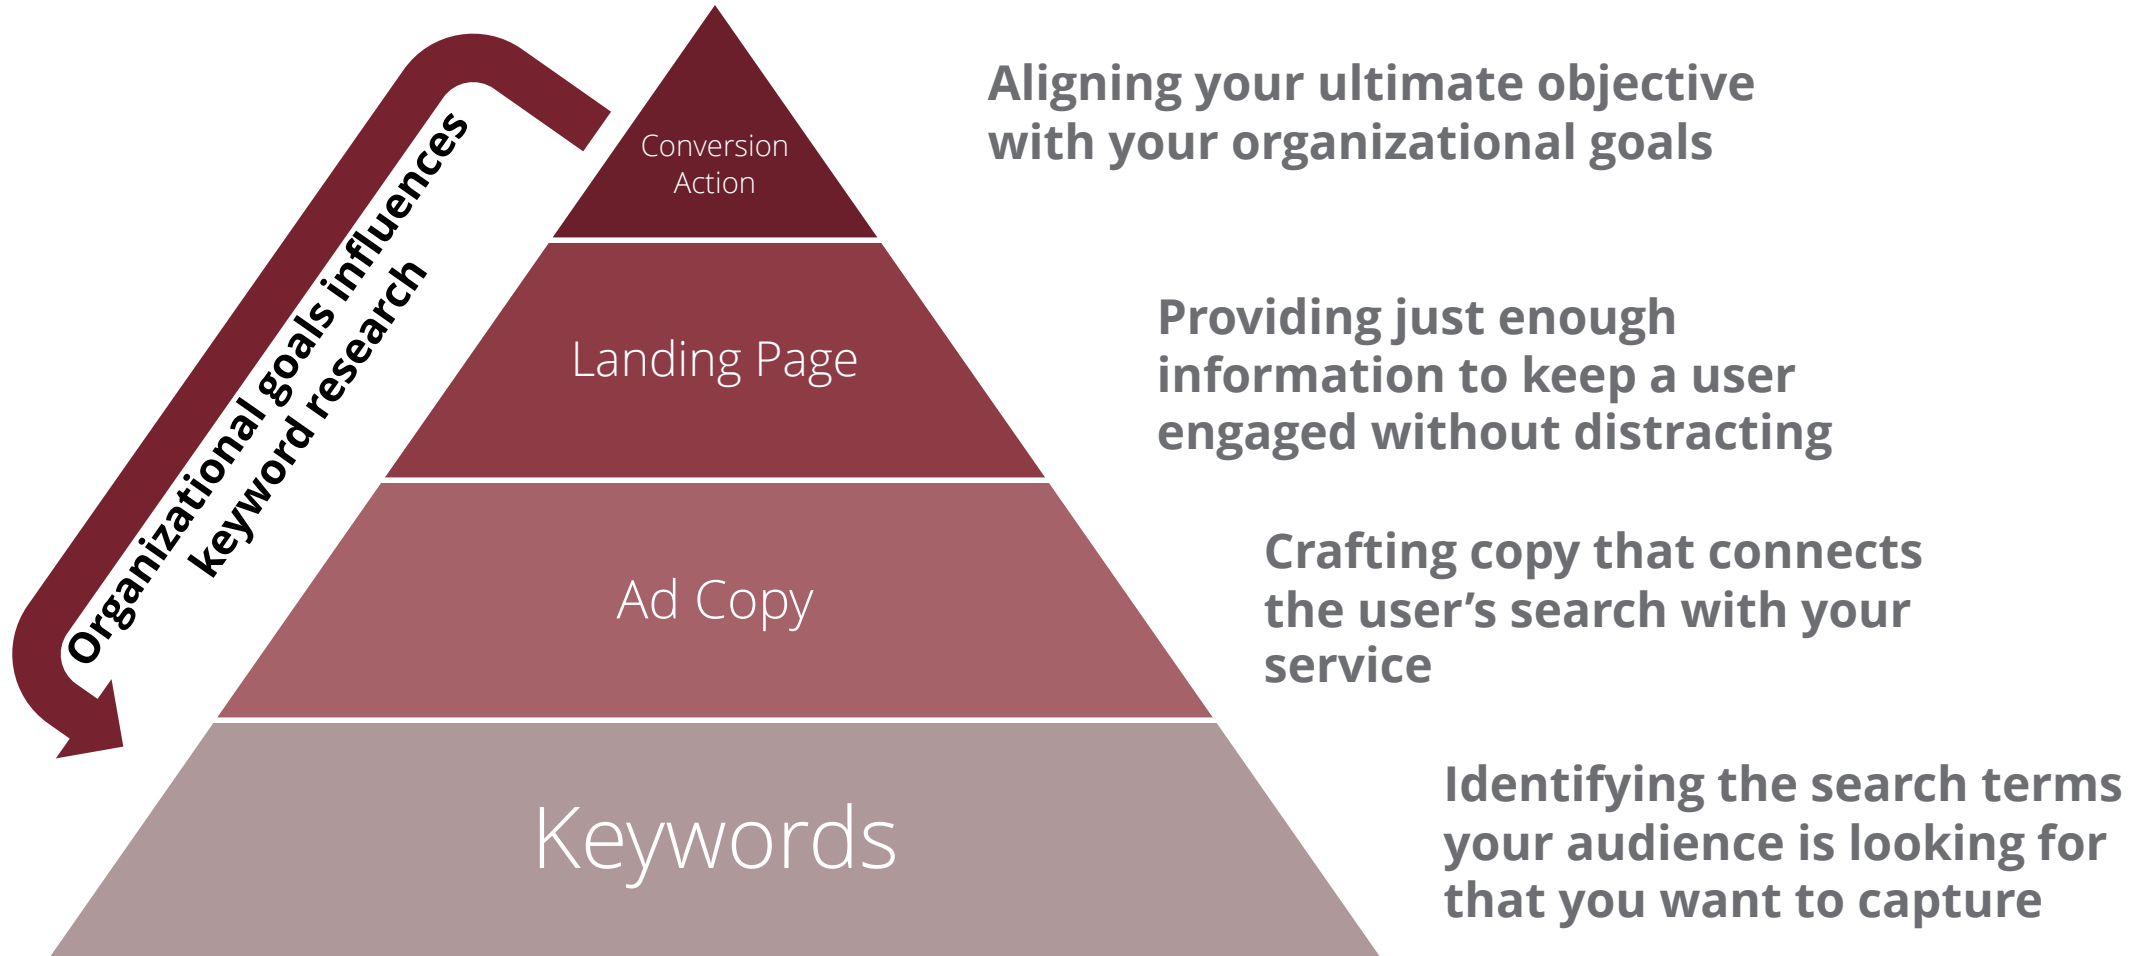 Organizational goals influences
keyword research
Conversion
Action
Aligning your ultimate objective
with your organizational goals
Landing Page
Providing just enough
information to keep a user
engaged without distracting
Ad Copy
Crafting copy that connects
the user’s search with your
service
Keywords
Identifying the search terms
your audience is looking for
that you want to capture